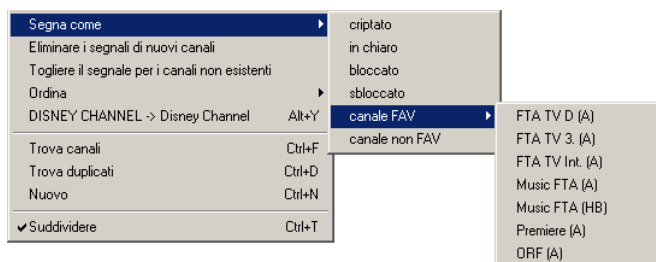 Segna come
Eliminare i segnali di nuovi canali
Togliere il segnale per i canali non esistenti
Ordina
DISNEY CHANNEL -> Disney Channel Alt+Y
Trova canali Ctrl+F
Trova duplicati Ctrl+D
Nuovo Ctrl+N
Suddividere Ctrl+T
criptato
in chiaro
bloccato
sbloccato
canale FAV
canale non FAV
FTA TV D (A)
FTA TV 3. (A)
FTA TV Int. (A)
Music FTA (A)
Music FTA (HB)
Premiere (A)
ORF (A)